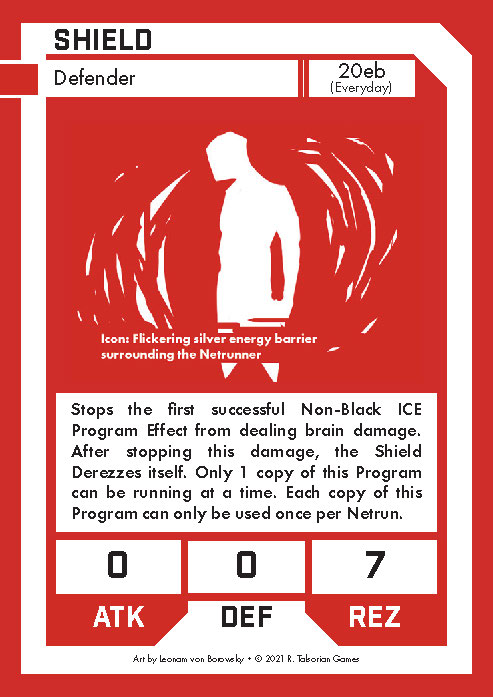 SHIELD
Defender
20eb
(Everyday)
Icon: Flickering silver energy barrier
surrounding the Netrunner
Stops the first successful Non-Black ICE
Program Effect from dealing brain damage.
After stopping this damage, the Shield
Derezzes itself. Only 1 copy of this Program
can be running at a time. Each copy of this
Program can only be used once per Netrun.
0 0 7
ATK DEF REZ
Art by Leonam von Borowsky • © 2021 R. Talsorian Games